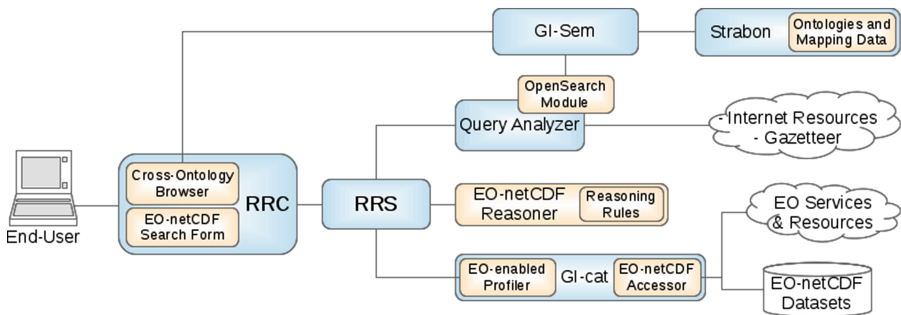 GI-Sem
Strabon
Ontologies and
Mapping Data
OpenSearch
Module
Query Analyzer
- Internet Resources
- Gazetteer
Cross-Ontology
Browser
EO-netCDF
Search Form
RRC
RRS
End-User
EO-netCDF
Reasoner
Reasoning
Rules
EO Services
& Resources
EO-enabled
Profiler
GI-cat
EO-netCDF
Accessor
EO-netCDF
Datasets